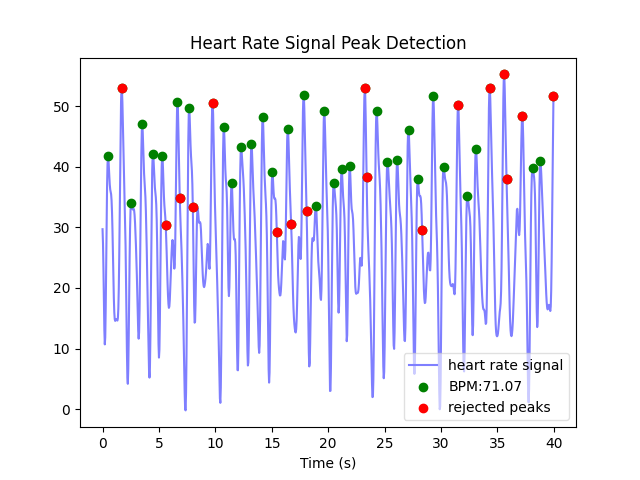 Heart Rate Signal Peak Detection
50
40
30
20
10
0
heart rate signal
BPM:71.07
rejected peaks
0 5 10 15 20 25 30 35 40
Time (s)